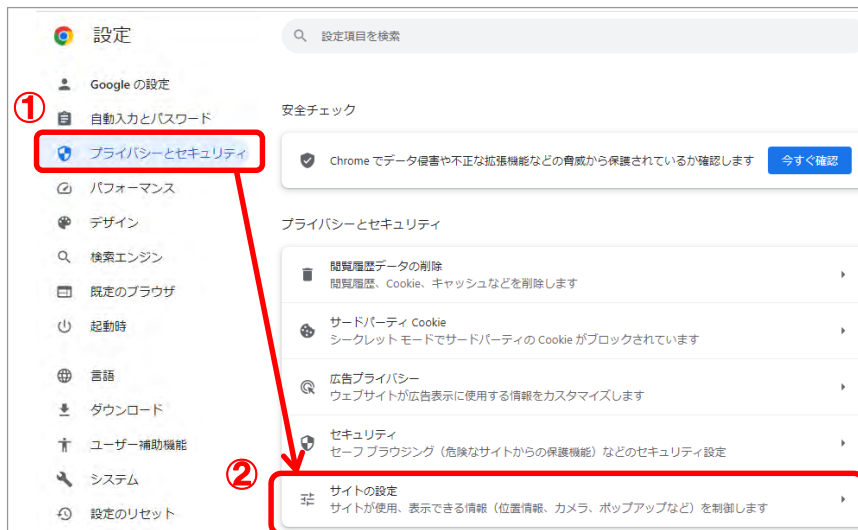 設定
設定項目を検索
Google の設定
①
自動入力とパスワード
プライバシーとセキュリティ
パフォーマンス
デザイン
検索エンジン
既定のブラウザ
起動時
言語
ダウンロード
ユーザー補助機能
システム
設定のリセット
安全チェック
Chrome でデータ侵害や不正な拡張機能などの脅威から保護されているか確認します
今すぐ確認
プライバシーとセキュリティ
閲覧履歴データの削除
閲覧履歴、Cookie、キャッシュなどを削除します
サードパーティ Cookie
シークレット モードでサードパーティの Cookie がブロックされています
広告プライバシー
ウェブサイトが広告表示に使用する情報をカスタマイズします
セキュリティ
セーフ ブラウジング（危険なサイトからの保護機能）などのセキュリティ設定
②
サイトの設定
サイトが使用、表示できる情報（位置情報、カメラ、ポップアップなど）を制御します